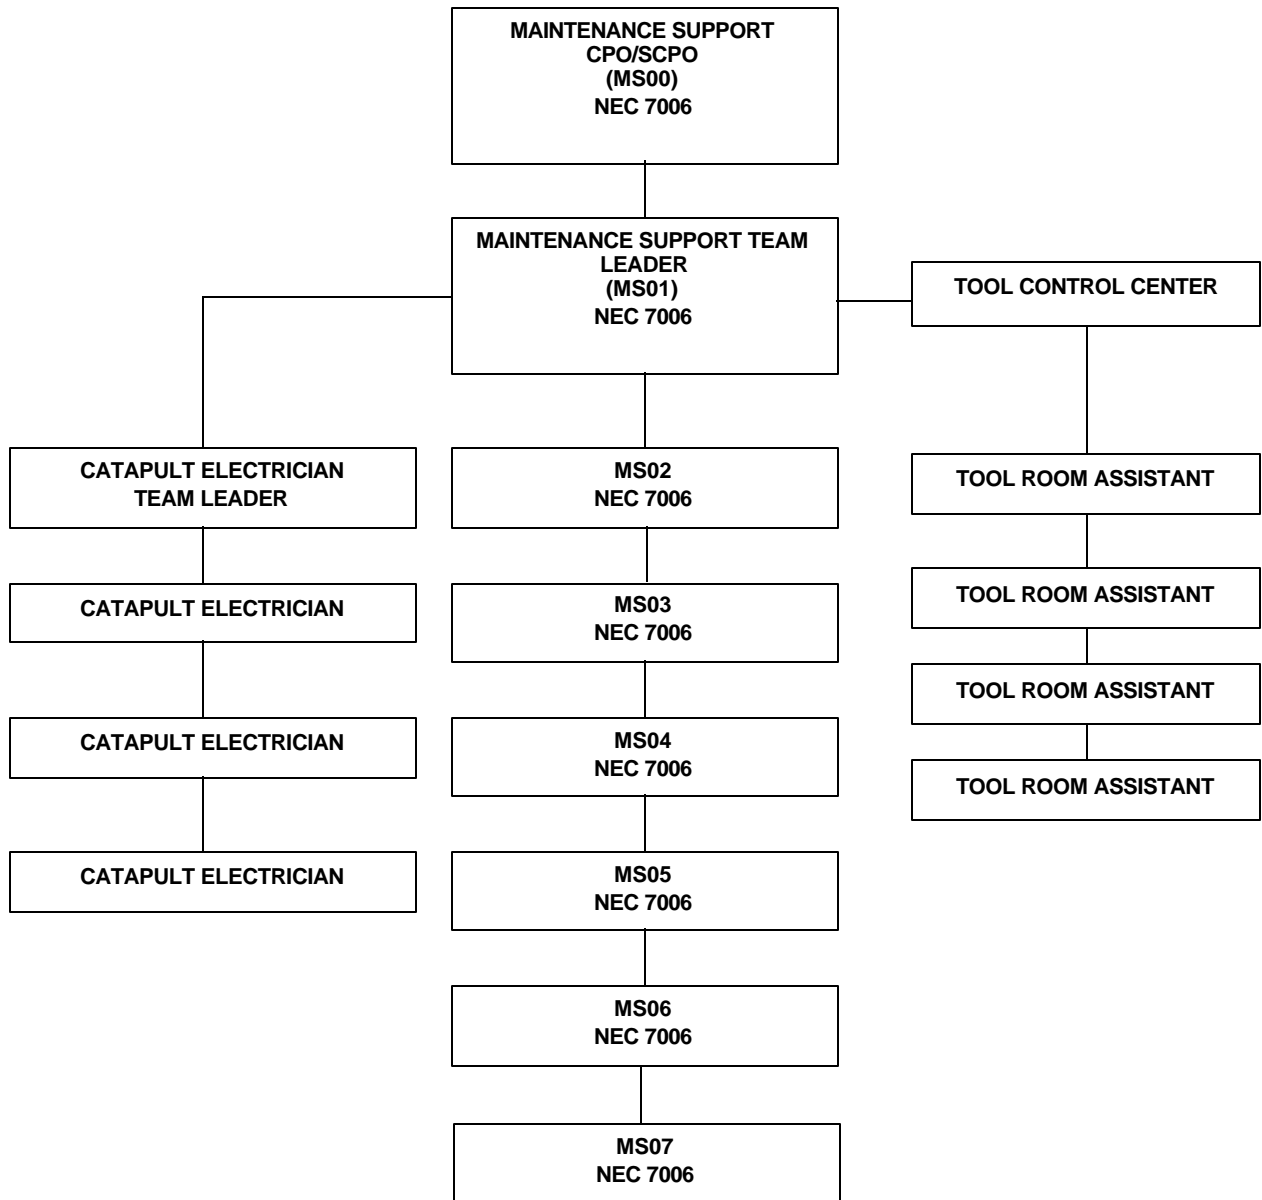 MAINTENANCE SUPPORT
CPO/SCPO
(MS00)
NEC 7006
MAINTENANCE SUPPORT TEAM
LEADER
(MS01)
NEC 7006
TOOL CONTROL CENTER
CATAPULT ELECTRICIAN
TEAM LEADER
MS02
NEC 7006
TOOL ROOM ASSISTANT
CATAPULT ELECTRICIAN
MS03
NEC 7006
TOOL ROOM ASSISTANT
TOOL ROOM ASSISTANT
CATAPULT ELECTRICIAN
MS04
NEC 7006
TOOL ROOM ASSISTANT
CATAPULT ELECTRICIAN
MS05
NEC 7006
MS06
NEC 7006
MS07
NEC 7006